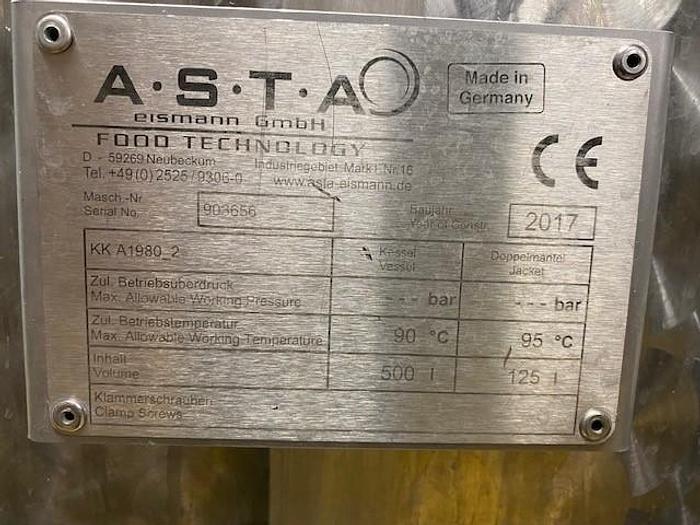 A·S·T·A
eismann GmbH
FOOD TECHNOLOGY
Made in
Germany
CE
D - 59269 Neubeckum Industriegebiet Markt Nr.16
Tel. +49 (0) 2525 / 9306-0 www.asta-eismann.de
Masch.-Nr.
Serial No. 903656
Baujahr
Year of Constr. 2017
KK A1980_2
Kessel
Vessel
Doppelmantel
Jacket
Zul. Betriebsüberdruck
Max. Allowable Working Pressure
--- bar --- bar
Zul. Betriebstemperatur
Max. Allowable Working Temperature
90 °C 95 °C
Inhalt
Volume
500 l 125 l
Klammerschrauben
Clamp Screws